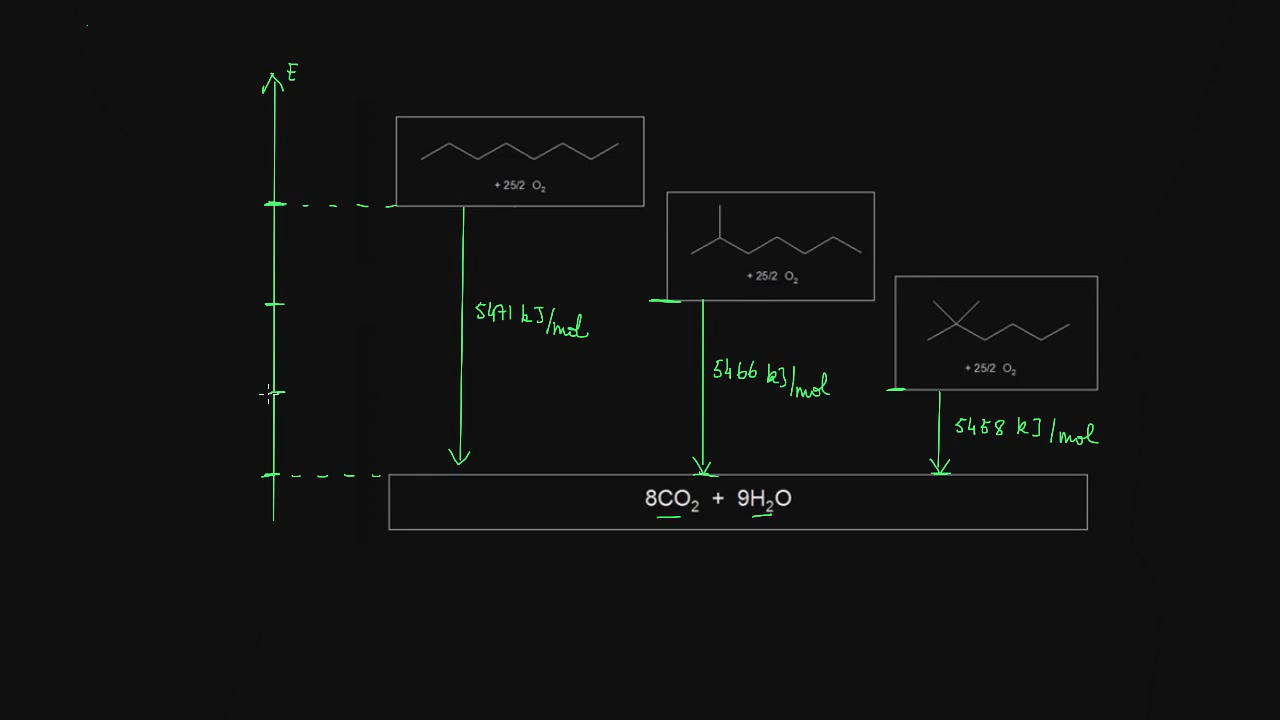 E
+ 25/2 O₂
+ 25/2 O₂
5471 kJ/mol
5466 kJ/mol
+ 25/2 O₂
5458 kJ/mol
8CO₂ + 9H₂O